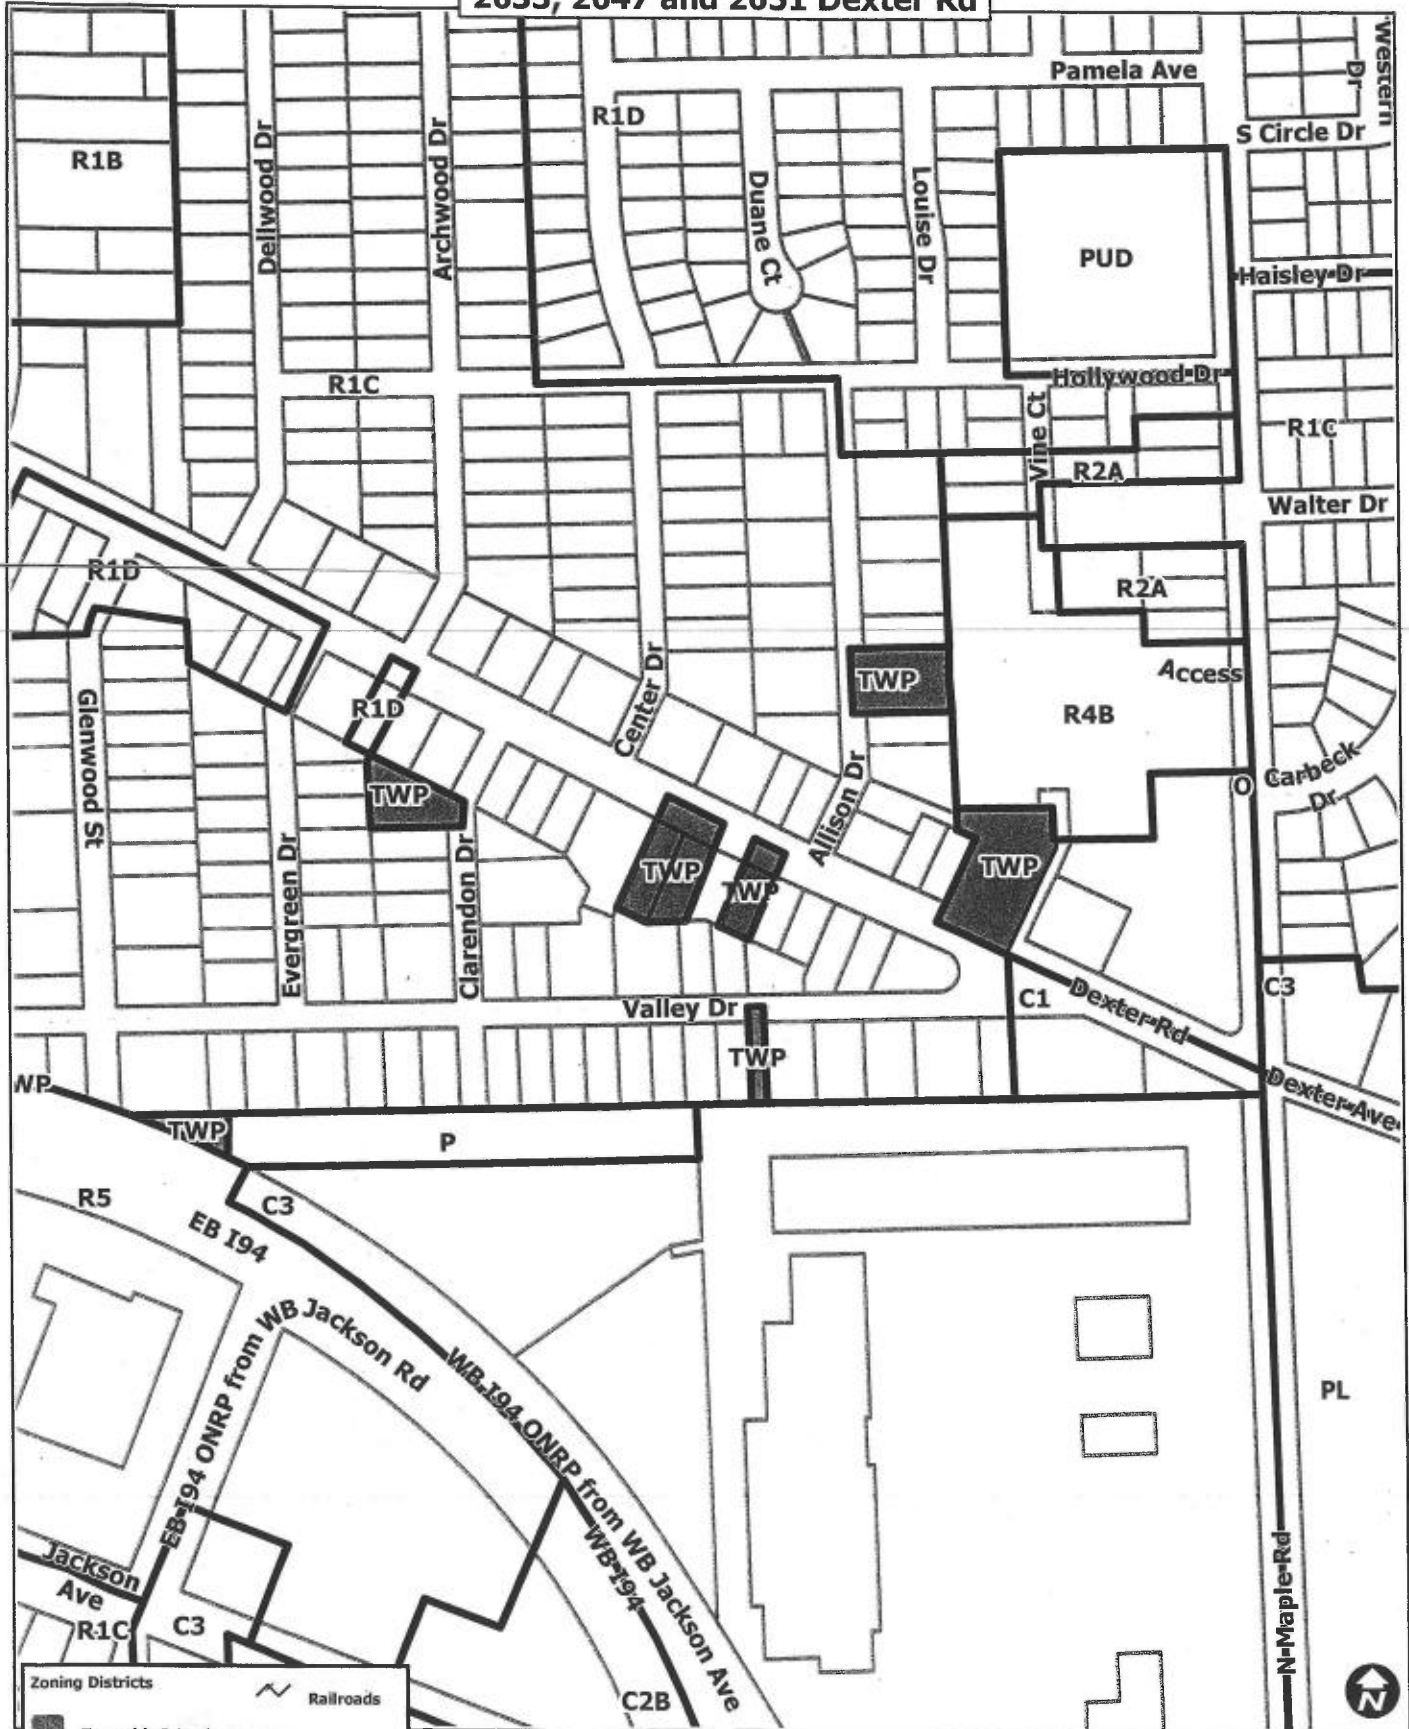 2633, 2647 and 2651 Dexter Rd
Western
Dr
Pamela Ave
R1D
S Circle Dr
R1B
Dellwood Dr
Archwood Dr
Duane Ct
Louise Dr
PUD
Haisley Dr
R1C
Hollywood Dr
Vine Ct
R1C
R2A
Walter Dr
R1D
R2A
TWP
Access
Glenwood St
R1D
Center Dr
R4B
TWP
O
Carbeck
Dr
Allison Dr
TWP
TWP
TWP
Evergreen Dr
Clarendon Dr
Valley Dr
C1
Dexter Rd
C3
TWP
WP
Dexter Ave
TWP
P
R5
C3
EB I94
EB I94 ONRP from WB Jackson Rd
WB I94 ONRP from WB Jackson Ave
WB I94
PL
Jackson
Ave
R1C
C3
N Maple Rd
C2B
Zoning Districts
Railroads
N